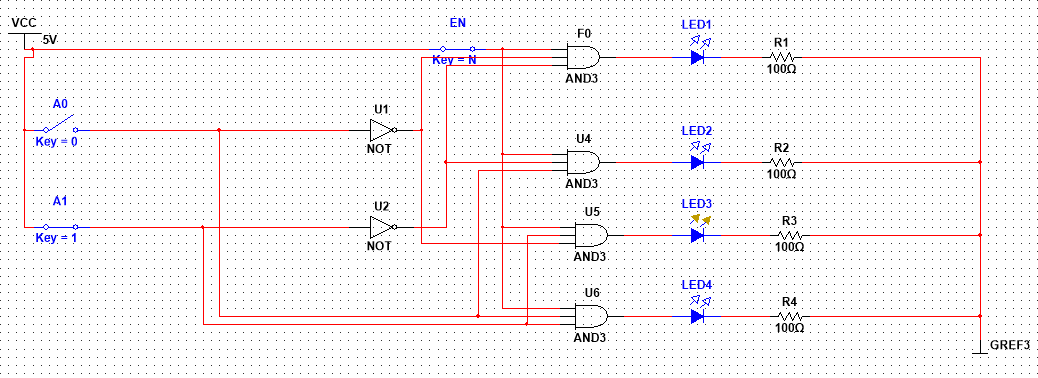 VCC
5V
EN
Key = N
F0
AND3
LED1
R1
100Ω
A0
Key = 0
U1
NOT
U4
AND3
LED2
R2
100Ω
A1
Key = 1
U2
NOT
U5
AND3
LED3
R3
100Ω
U6
AND3
LED4
R4
100Ω
GREF3